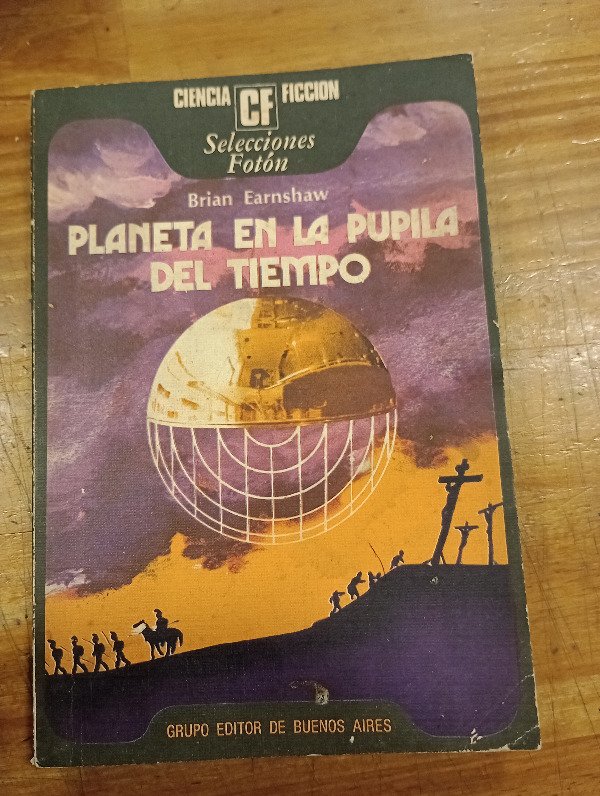 CIENCIA CF FICCION
Selecciones
Fotón
Brian Earnshaw
PLANETA EN LA PUPILA
DEL TIEMPO
GRUPO EDITOR DE BUENOS AIRES